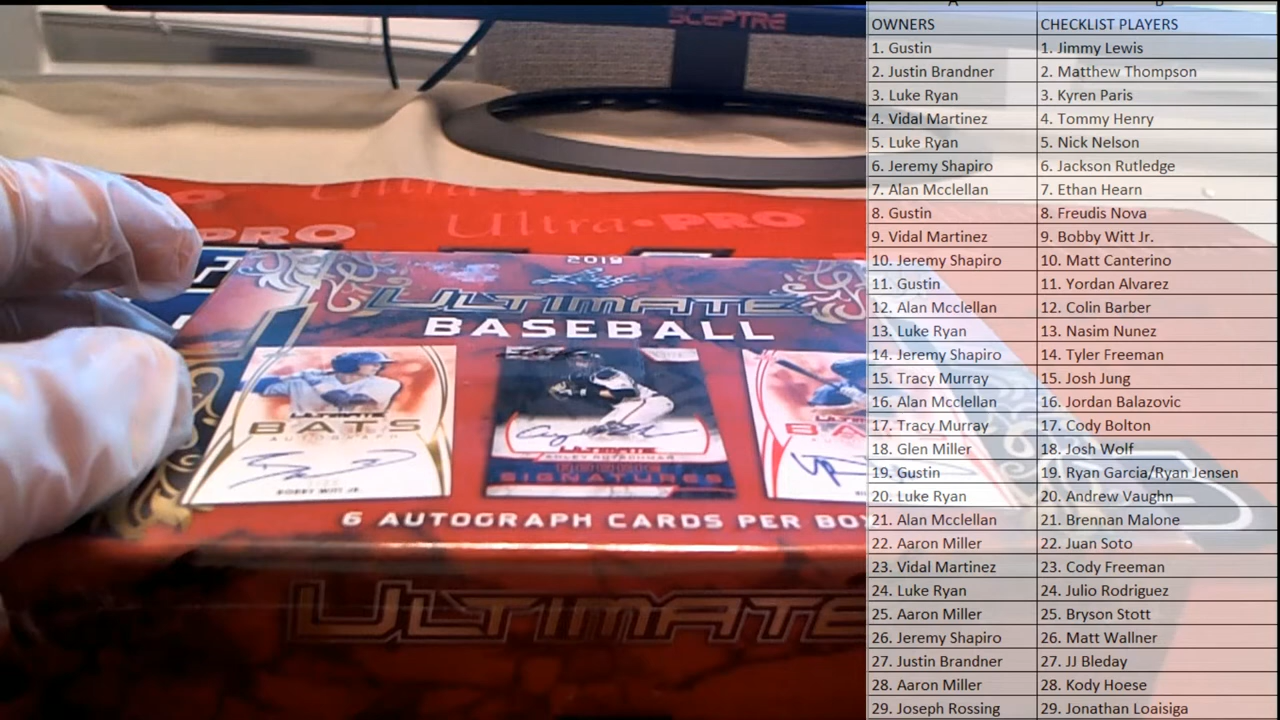 SCEPTRE
A B
OWNERS CHECKLIST PLAYERS
1. Gustin 1. Jimmy Lewis
2. Justin Brandner 2. Matthew Thompson
3. Luke Ryan 3. Kyren Paris
4. Vidal Martinez 4. Tommy Henry
5. Luke Ryan 5. Nick Nelson
6. Jeremy Shapiro 6. Jackson Rutledge
7. Alan Mcclellan 7. Ethan Hearn
8. Gustin 8. Freudis Nova
9. Vidal Martinez 9. Bobby Witt Jr.
10. Jeremy Shapiro 10. Matt Canterino
11. Gustin 11. Yordan Alvarez
12. Alan Mcclellan 12. Colin Barber
13. Luke Ryan 13. Nasim Nunez
14. Jeremy Shapiro 14. Tyler Freeman
15. Tracy Murray 15. Josh Jung
16. Alan Mcclellan 16. Jordan Balazovic
17. Tracy Murray 17. Cody Bolton
18. Glen Miller 18. Josh Wolf
19. Gustin 19. Ryan Garcia/Ryan Jensen
20. Luke Ryan 20. Andrew Vaughn
21. Alan Mcclellan 21. Brennan Malone
22. Aaron Miller 22. Juan Soto
23. Vidal Martinez 23. Cody Freeman
24. Luke Ryan 24. Julio Rodriguez
25. Aaron Miller 25. Bryson Stott
26. Jeremy Shapiro 26. Matt Wallner
27. Justin Brandner 27. JJ Bleday
28. Aaron Miller 28. Kody Hoese
29. Joseph Rossing 29. Jonathan Loaisiga
Ultra PRO
PRO
2019
Leaf
ULTIMATE
BASEBALL
ULTIMATE
BATS
AUTOGRAPH
BOBBY WITT JR.
ULTIMATE
ADLEY RUTSCHMAN
SIGNATURES
6 AUTOGRAPH CARDS PER BOX
ULTIMATE